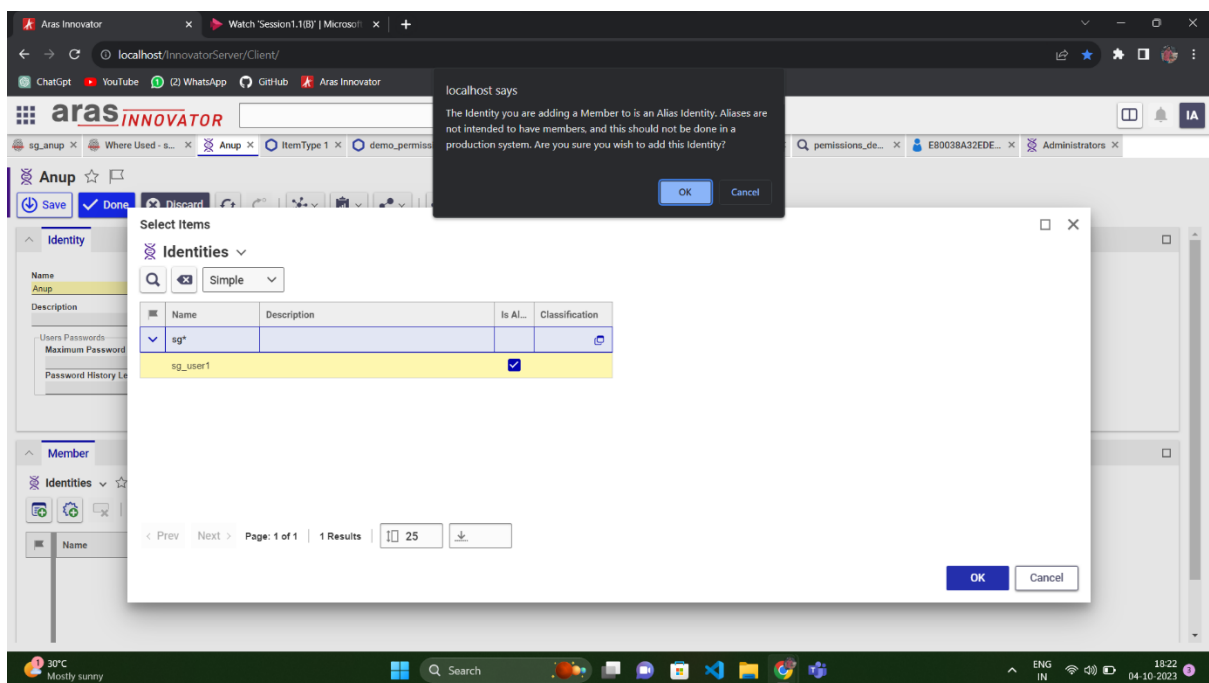 Aras Innovator
Watch 'Session1.1(B)' | Microsoft
localhost/InnovatorServer/Client/
ChatGpt YouTube (2) WhatsApp GitHub Aras Innovator
localhost says
The Identity you are adding a Member to is an Alias Identity. Aliases are
not intended to have members, and this should not be done in a
production system. Are you sure you wish to add this Identity?
OK Cancel
aras INNOVATOR
IA
sg_anup Where Used - s... Anup ItemType 1 demo_permiss pemissions_de... E80038A32EDE... Administrators
Anup
Save Done Discard
Select Items
Identity
Identities
Simple
Name
Anup
Description
Users Passwords
Maximum Password
Password History Le
Name Description Is Al... Classification
sg*
sg_user1
Member
Identities
Name
< Prev Next > Page: 1 of 1 1 Results 25
OK Cancel
1
30°C
Mostly sunny
Search
ENG
IN
18:22
04-10-2023
3